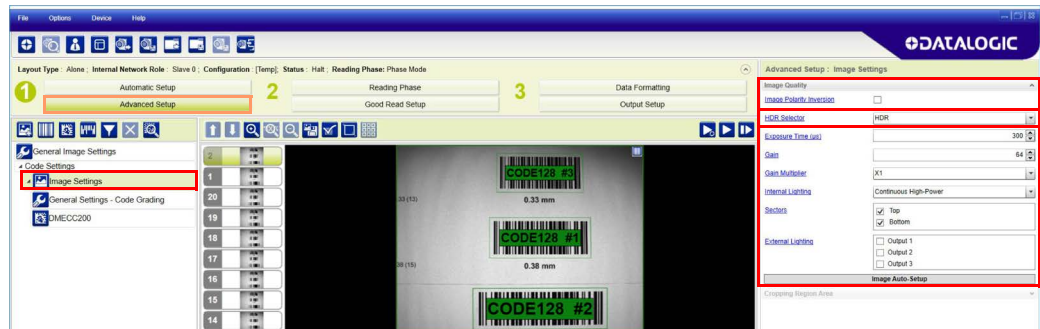 File Options Device Help
DATALOGIC
Layout Type : Alone ; Internal Network Role : Slave 0 ; Configuration : [Temp]; Status : Halt ; Reading Phase: Phase Mode
1 Automatic Setup 2 Reading Phase 3 Data Formatting
Advanced Setup Good Read Setup Output Setup
General Image Settings
Code Settings
Image Settings
General Settings - Code Grading
DMECC200
2
1
20
19
18
17
16
15
14
CODE128 #3
33 (13) 0.33 mm
CODE128 #1
38 (15) 0.38 mm
CODE128 #2
Advanced Setup : Image Settings
Image Quality
Image Polarity Inversion
HDR Selector HDR
Exposure Time (us) 300
Gain 64
Gain Multiplier X1
Internal Lighting Continuous High-Power
Sectors Top
Bottom
External Lighting Output 1
Output 2
Output 3
Image Auto-Setup
Cropping Region Area